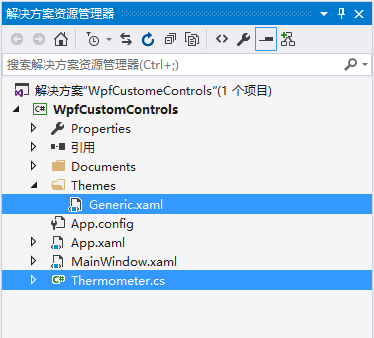 解决方案资源管理器
搜索解决方案资源管理器(Ctrl+;)
解决方案"WpfCustomeControls"(1 个项目)
C# WpfCustomControls
Properties
引用
Documents
Themes
Generic.xaml
App.config
App.xaml
MainWindow.xaml
C# Thermometer.cs